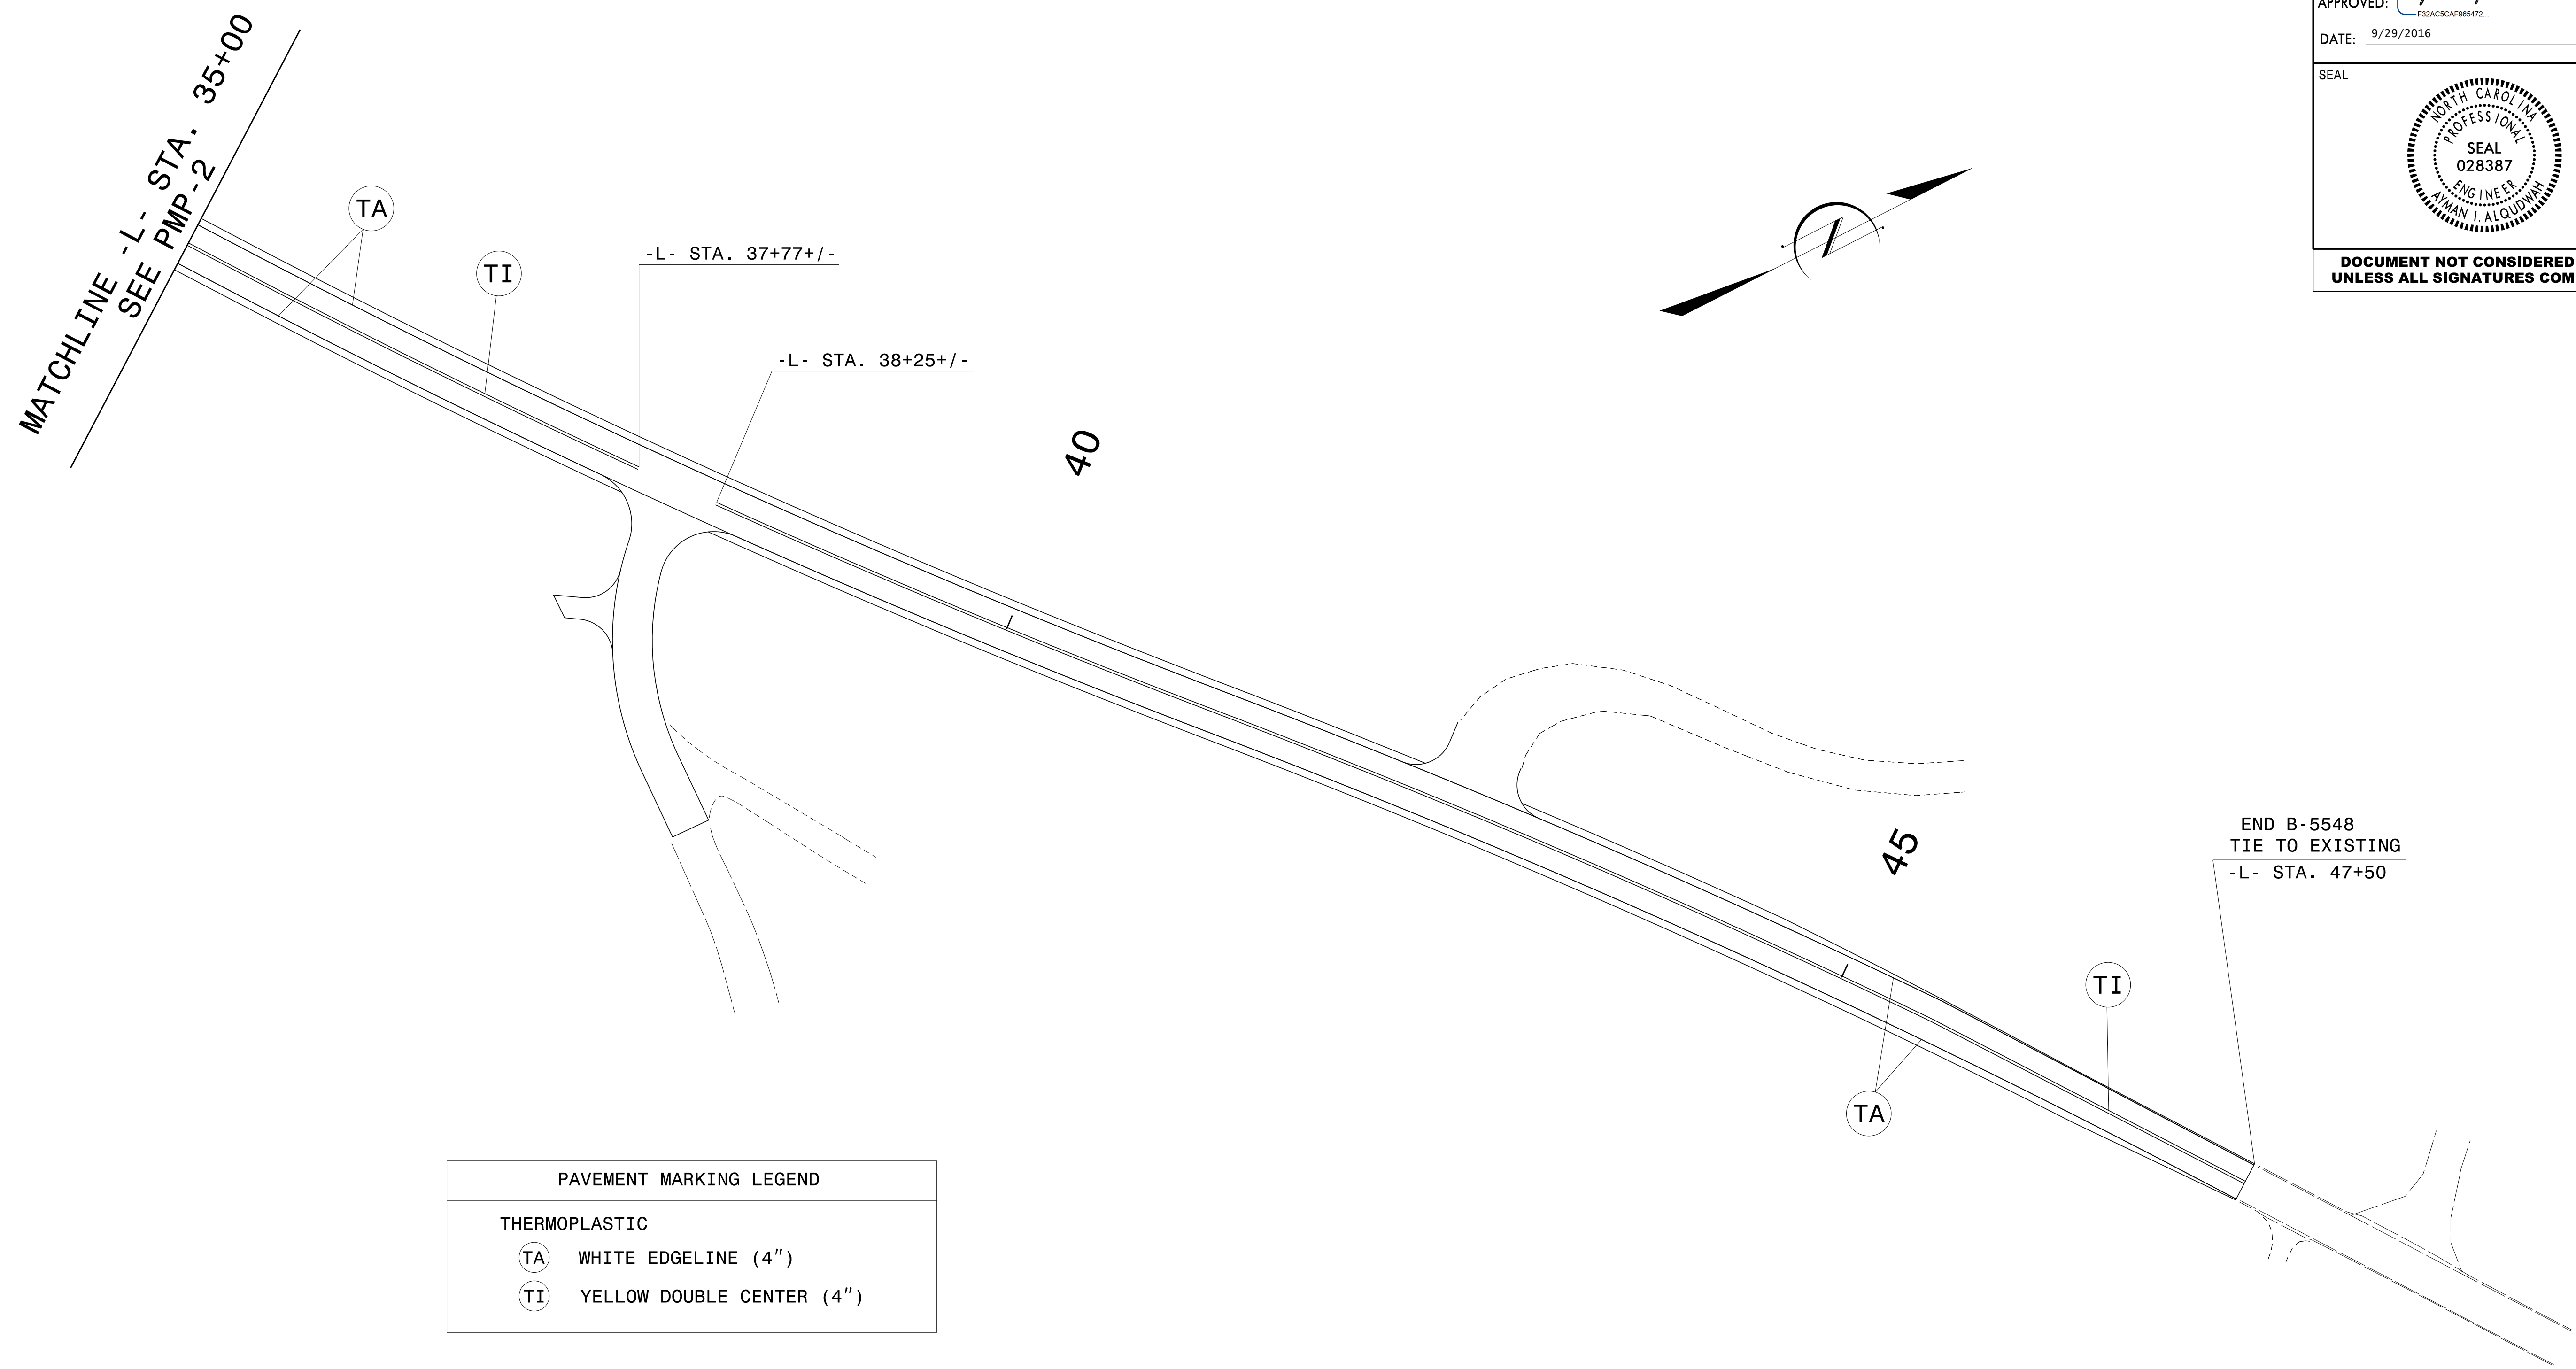 MATCHLINE -L- STA. 35+00
SEE PMP-2
TA
TI
-L- STA. 37+77+/-
-L- STA. 38+25+/-
40
N
APPROVED:
F32AC5CAF965472...
DATE: 9/29/2016
SEAL
NORTH CAROLINA
PROFESSIONAL
SEAL
028387
ENGINEER
AYMAN I. ALQUDWAH
DOCUMENT NOT CONSIDERED
UNLESS ALL SIGNATURES COM
45
END B-5548
TIE TO EXISTING
-L- STA. 47+50
TI
TA
PAVEMENT MARKING LEGEND
THERMOPLASTIC
TA WHITE EDGELINE (4")
TI YELLOW DOUBLE CENTER (4")